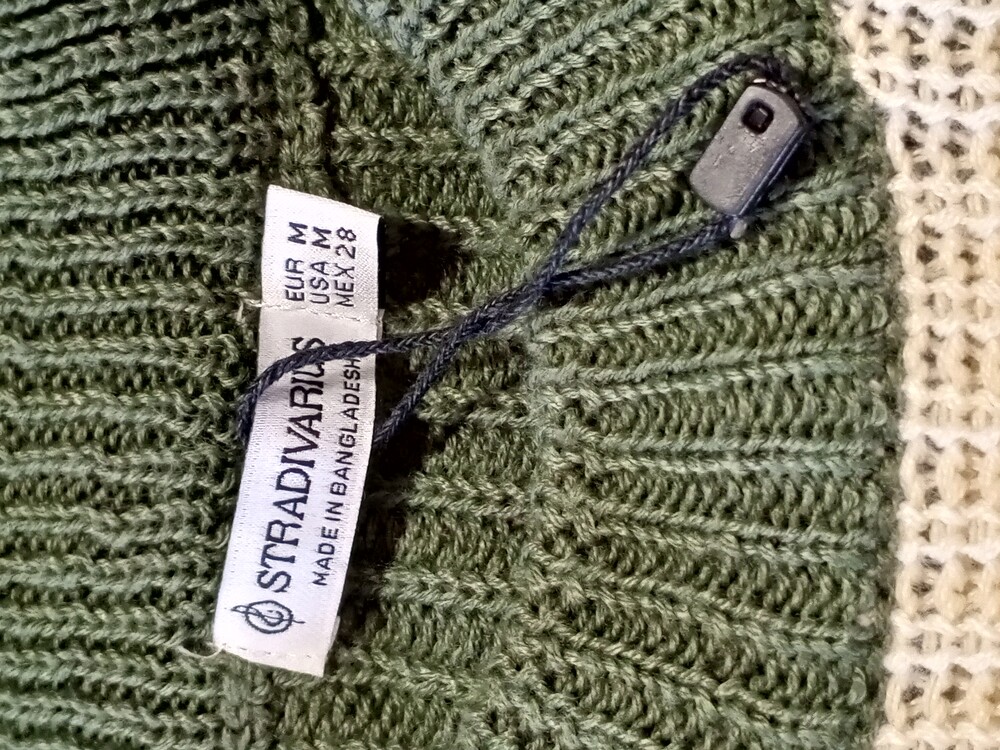 EUR M
USA M
MEX 28
STRADIVARIUS
MADE IN BANGLADESH